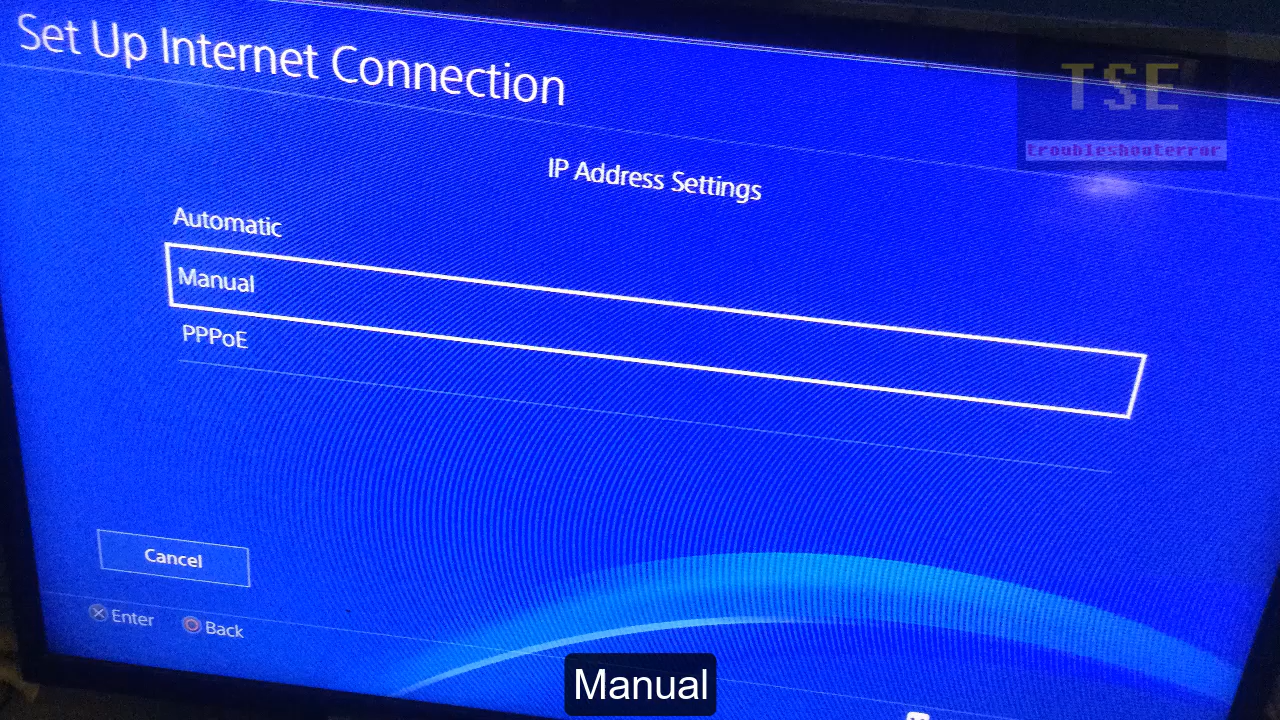 Set Up Internet Connection
TSE
troubleshooterror
IP Address Settings
Automatic
Manual
PPPoE
Cancel
Enter
Back
Manual